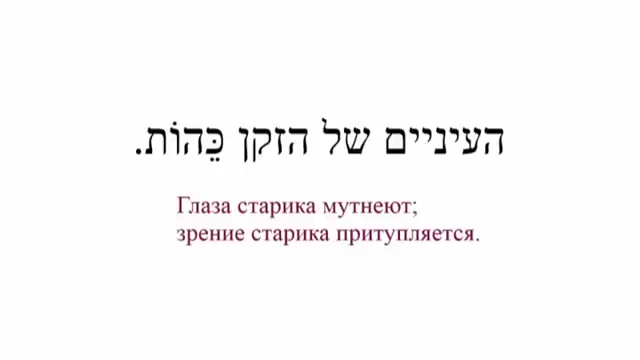 העיניים של הזקן כֵּהוֹת.
Глаза старика мутнеют;
зрение старика притупляется.